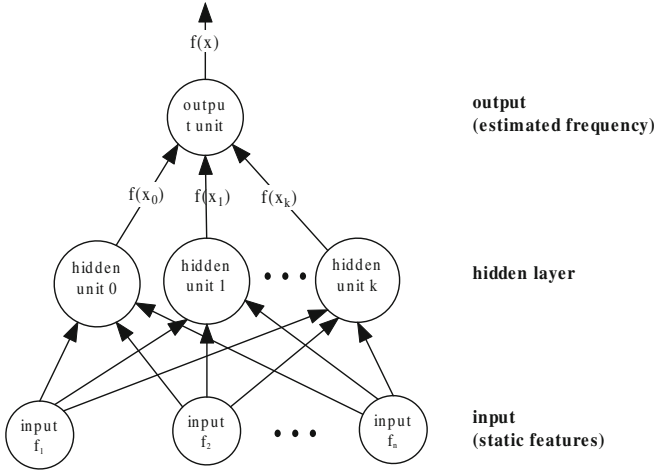 f(x)
outpu
t unit
output
(estimated frequency)
f(x₀)
f(x₁)
f(xₖ)
hidden
unit 0
hidden
unit 1
• • •
hidden
unit k
hidden layer
input
f₁
input
f₂
• • •
input
fₙ
input
(static features)